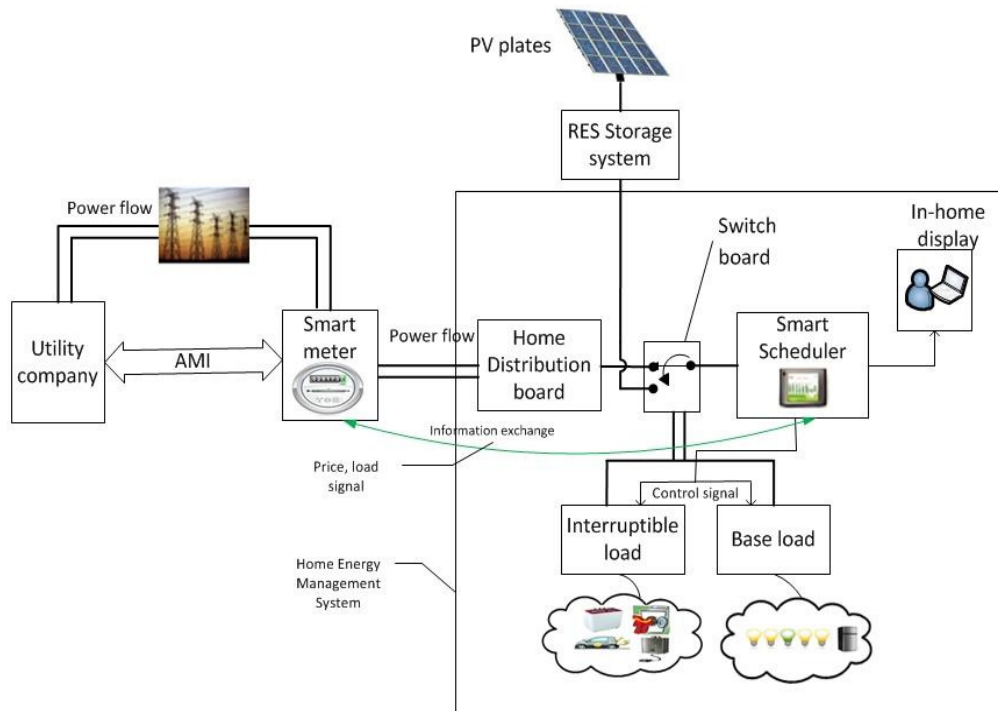 PV plates
RES Storage
system
Power flow
In-home
display
Switch
board
Utility
company
AMI
Smart
meter
Power flow
Home
Distribution
board
Smart
Scheduler
Information exchange
Price, load
signal
Control signal
Interruptible
load
Base load
Home Energy
Management
System